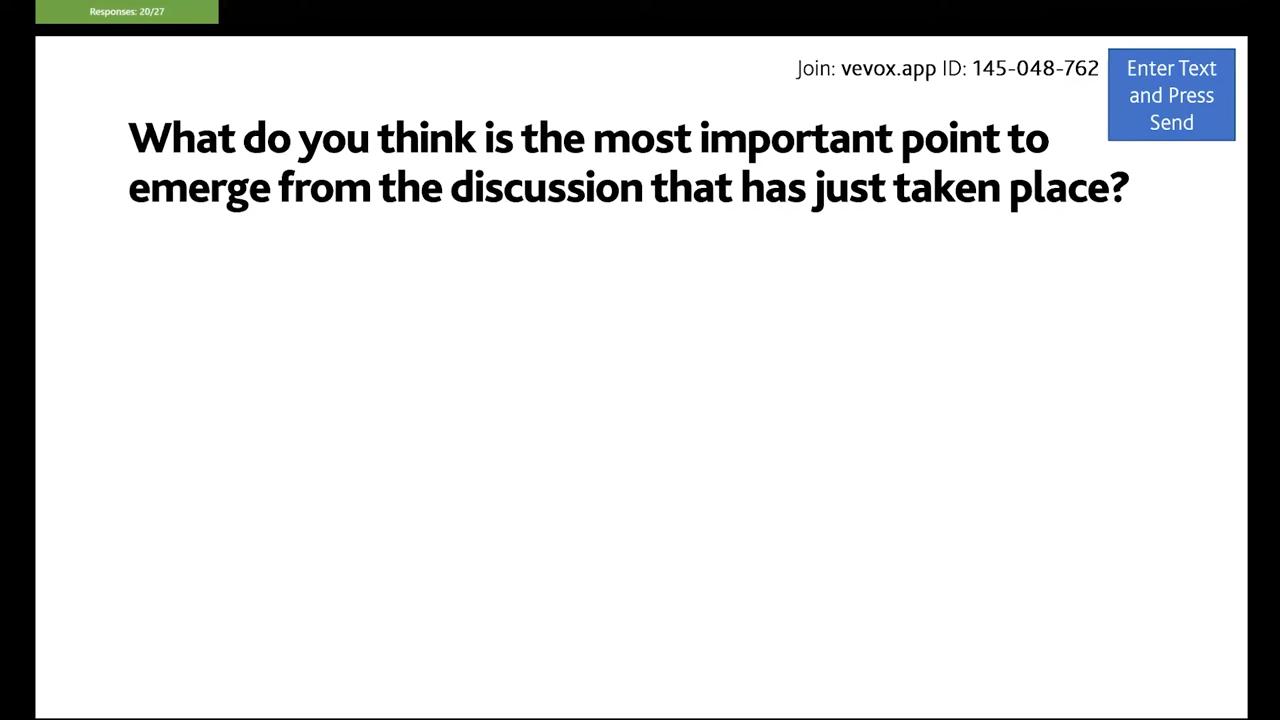 Responses: 20/27
Join: vevox.app ID: 145-048-762
Enter Text
and Press
Send
What do you think is the most important point to
emerge from the discussion that has just taken place?